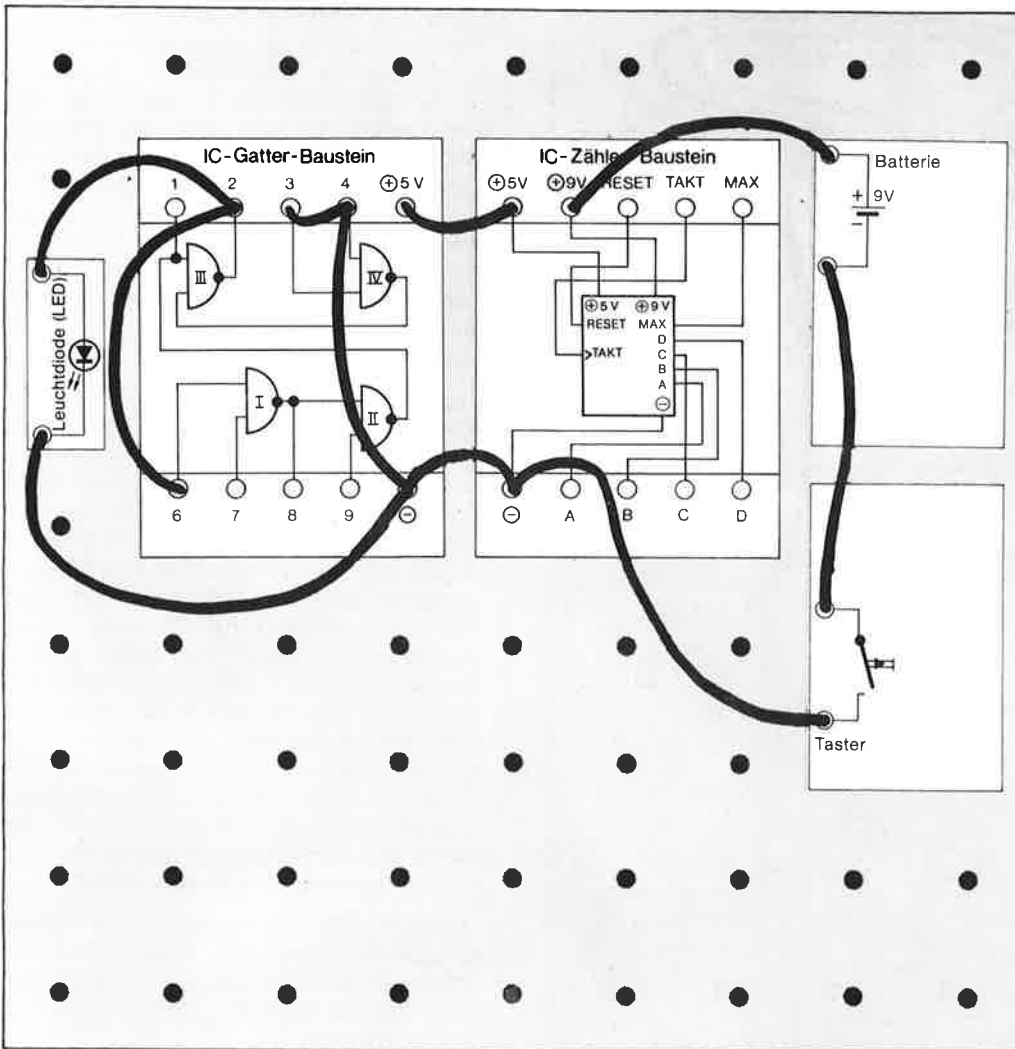 IC-Gatter-Baustein
1 2 3 4 ⊕5 V
III
IV
I
II
6 7 8 9 ⊖
IC-Zähler-Baustein
⊕5V ⊕9V RESET TAKT MAX
⊕5 V ⊕9 V
RESET MAX
D
>TAKT C
B
A
⊖
⊖ A B C D
Leuchtdiode (LED)
Batterie
+ 9V
−
Taster